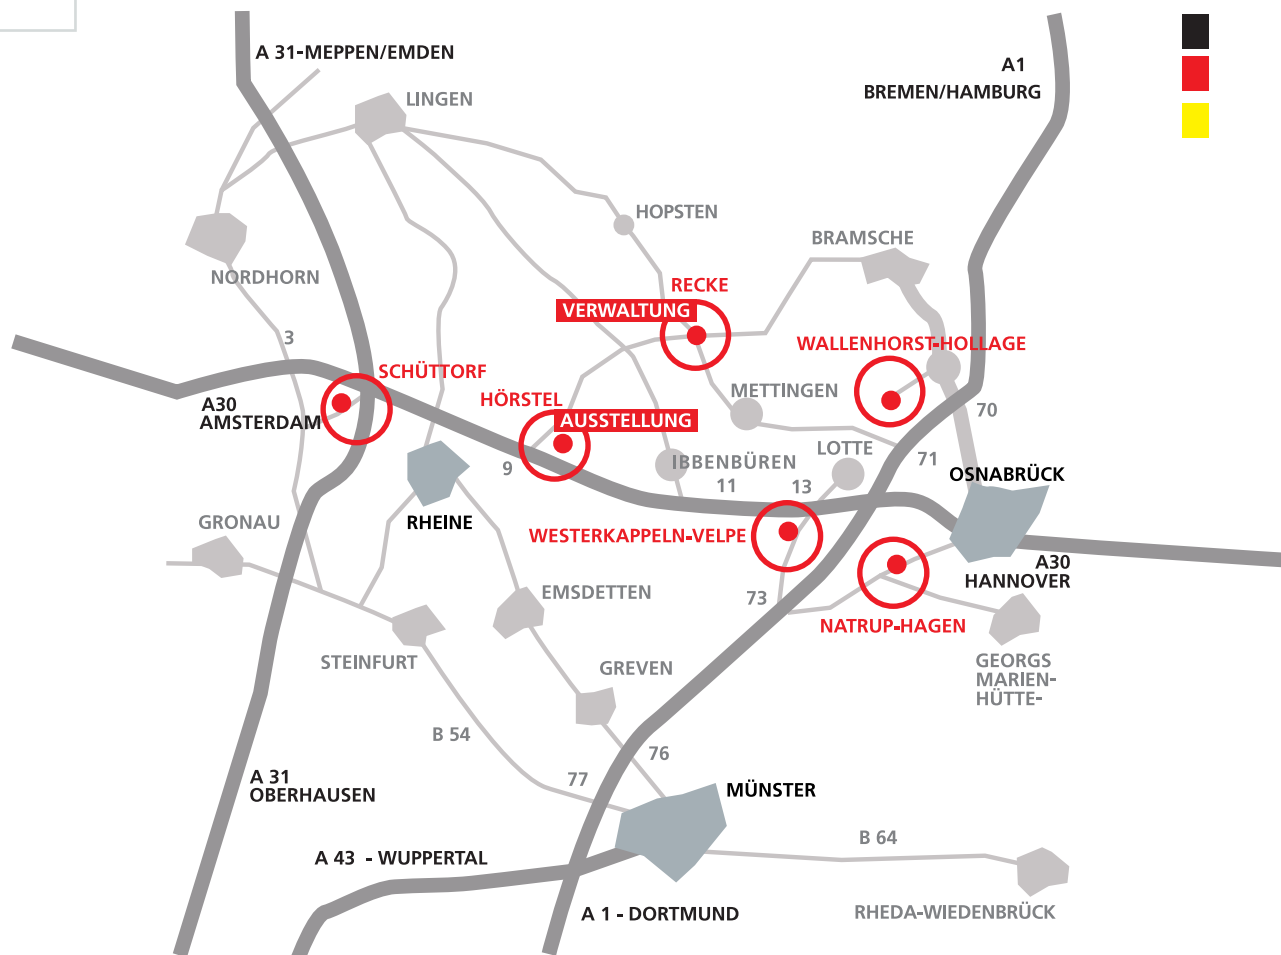 A 31-MEPPEN/EMDEN
A1
BREMEN/HAMBURG
LINGEN
HOPSTEN
BRAMSCHE
NORDHORN
RECKE
VERWALTUNG
3
WALLENHORST-HOLLAGE
SCHÜTTORF
METTINGEN
HÖRSTEL
A30
AMSTERDAM
AUSSTELLUNG
70
LOTTE
71
IBBENBÜREN
9
11
13
OSNABRÜCK
GRONAU
RHEINE
WESTERKAPPELN-VELPE
A30
HANNOVER
EMSDETTEN
73
NATRUP-HAGEN
STEINFURT
GREVEN
GEORGS
MARIEN-
HÜTTE-
B 54
76
A 31
OBERHAUSEN
77
MÜNSTER
B 64
A 43 - WUPPERTAL
A 1 - DORTMUND
RHEDA-WIEDENBRÜCK